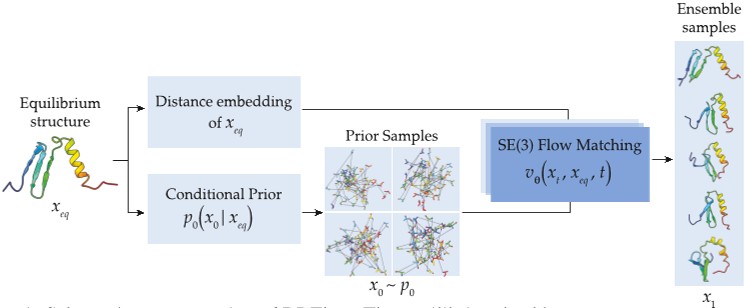 Ensemble
samples
Equilibrium
structure
x_eq
Distance embedding
of x_eq
Conditional Prior
p_0(x_0 | x_eq)
Prior Samples
x_0 ~ p_0
SE(3) Flow Matching
v_θ(x_t, x_eq, t)
x_1